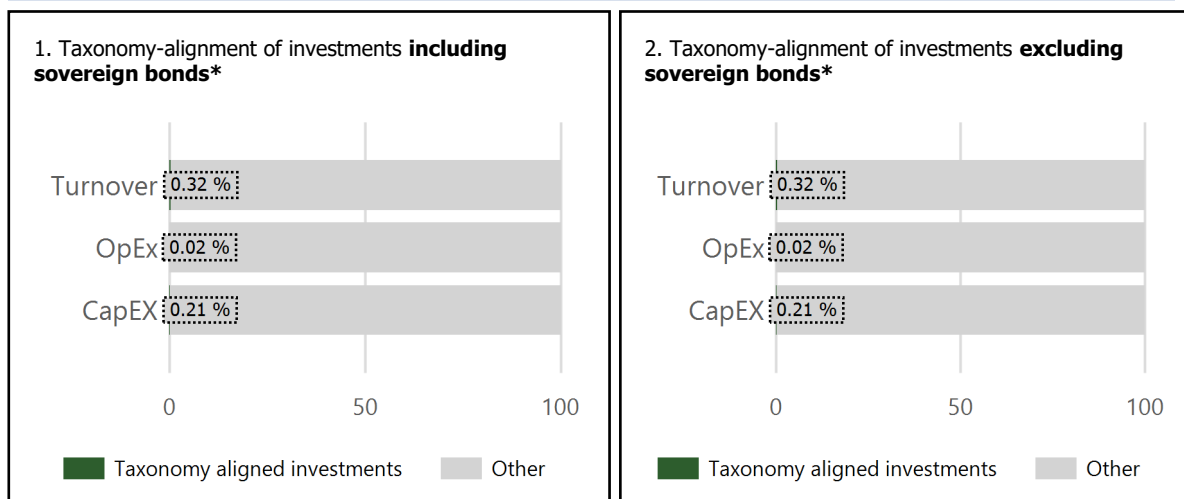 1. Taxonomy-alignment of investments including
sovereign bonds*
Turnover 0.32 %
OpEx 0.02 %
CapEX 0.21 %
0 50 100
Taxonomy aligned investments Other
2. Taxonomy-alignment of investments excluding
sovereign bonds*
Turnover 0.32 %
OpEx 0.02 %
CapEX 0.21 %
0 50 100
Taxonomy aligned investments Other